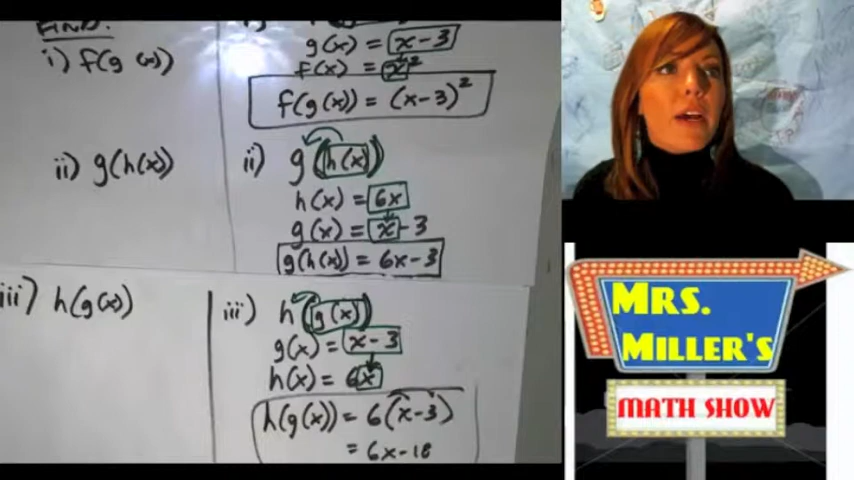 FIND:
i) f(g(x))
g(x) = x-3
f(x) = x²
f(g(x)) = (x-3)²
ii) g(h(x))
ii) g(h(x))
h(x) = 6x
g(x) = x-3
g(h(x)) = 6x-3
iii) h(g(x))
iii) h(g(x))
g(x) = x-3
h(x) = 6x
h(g(x)) = 6(x-3)
= 6x-18
MRS.
MILLER'S
MATH SHOW